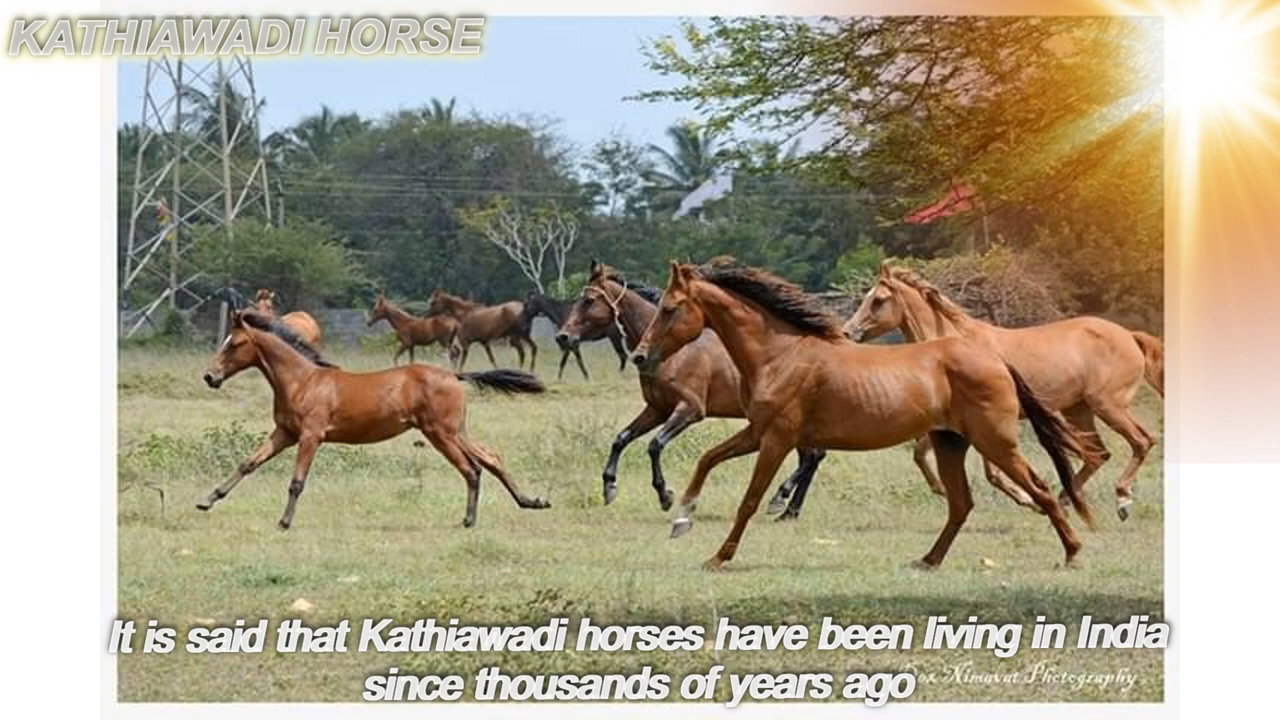 KATHIAWADI HORSE
It is said that Kathiawadi horses have been living in India
since thousands of years ago
Nimavat Photography